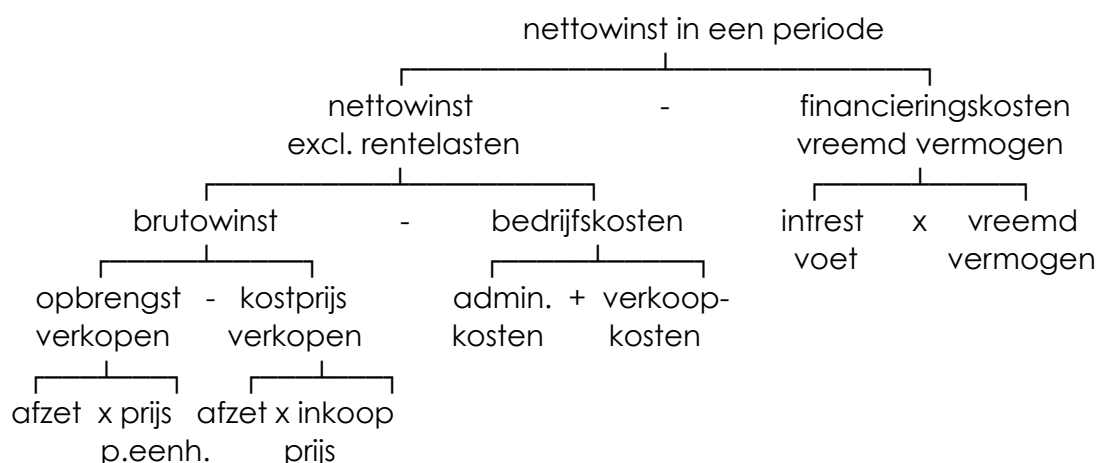 nettowinst in een periode
nettowinst - financieringskosten
excl. rentelasten vreemd vermogen
brutowinst - bedrijfskosten intrest x vreemd
voet vermogen
opbrengst - kostprijs admin. + verkoop-
verkopen verkopen kosten kosten
afzet x prijs afzet x inkoop
p.eenh. prijs